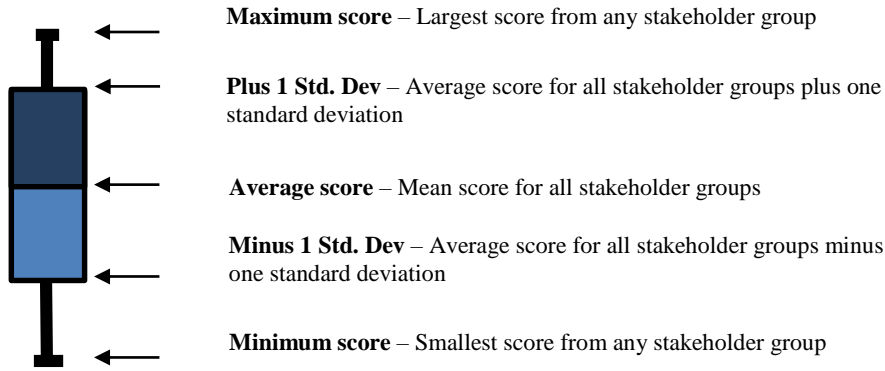 Maximum score – Largest score from any stakeholder group
Plus 1 Std. Dev – Average score for all stakeholder groups plus one
standard deviation
Average score – Mean score for all stakeholder groups
Minus 1 Std. Dev – Average score for all stakeholder groups minus
one standard deviation
Minimum score – Smallest score from any stakeholder group